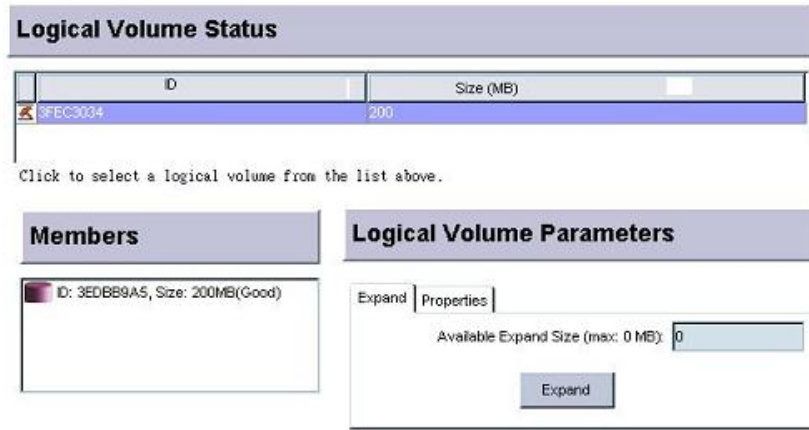 Logical Volume Status
ID Size (MB)
3FEC3034 200
Click to select a logical volume from the list above.
Members
ID: 3EDBB9A5, Size: 200MB(Good)
Logical Volume Parameters
Expand Properties
Available Expand Size (max: 0 MB): 0
Expand